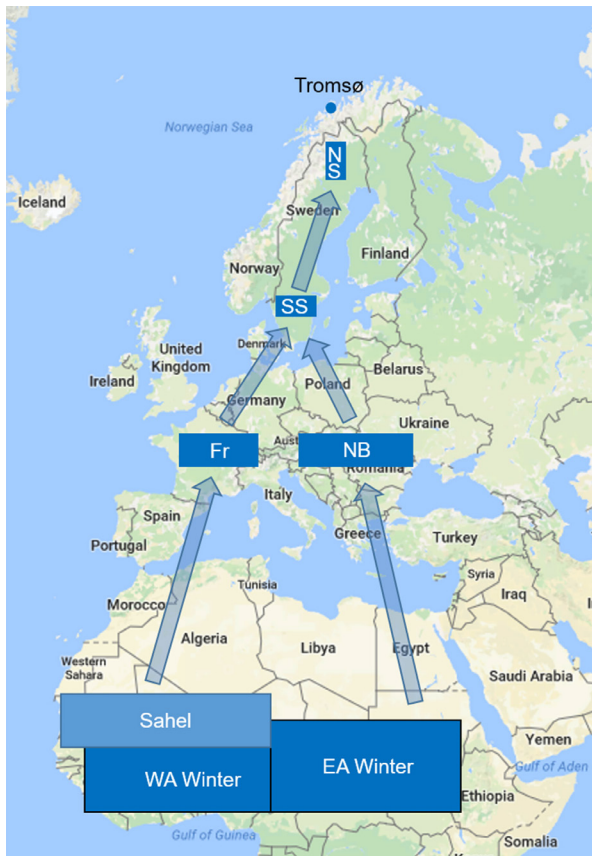 Tromsø
Norwegian Sea
N
S
Iceland
Sweden
Finland
Norway
SS
Denmark
United
Kingdom
Ireland
Belarus
Poland
Germany
Ukraine
Fr
Aust
NB
Romania
Italy
Spain
Portugal
Greece
Turkey
Syria
Tunisia
Iraq
Morocco
Algeria
Libya
Egypt
Western
Sahara
Saudi Arabia
Sahel
Yemen
WA Winter
EA Winter
Gulf of Aden
Ethiopia
Gulf of Guinea
Somalia